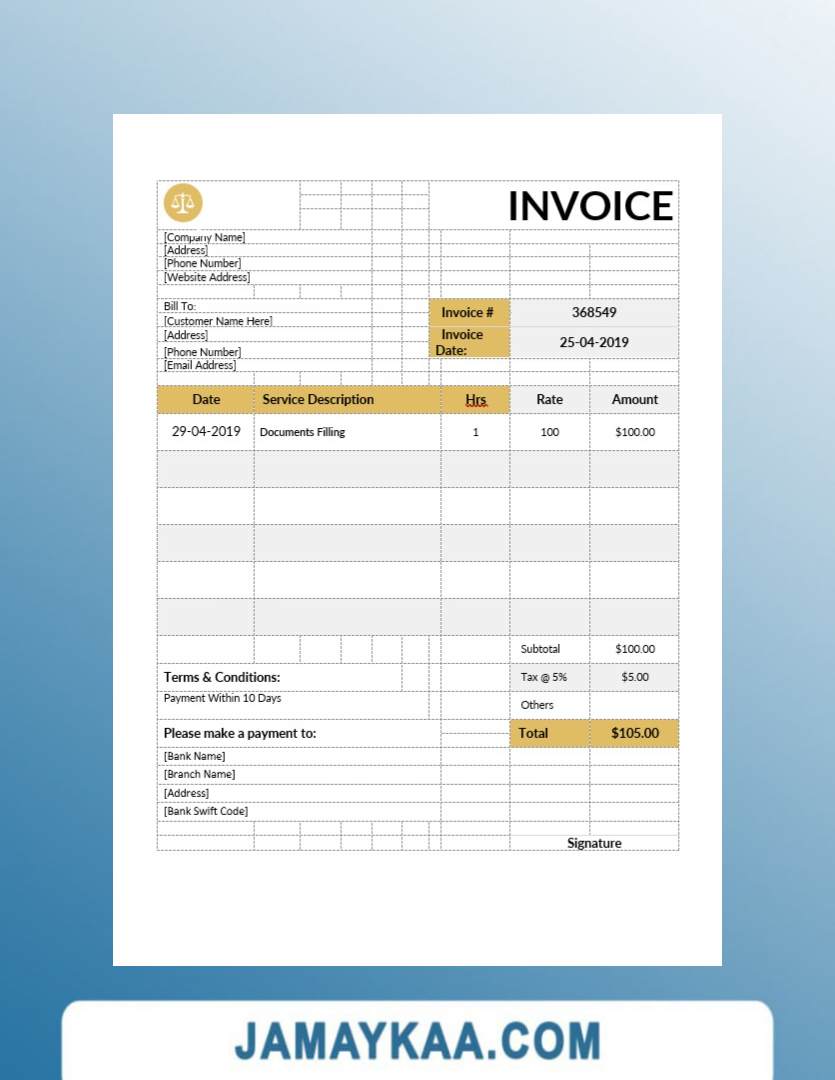 INVOICE
[Company Name]
[Address]
[Phone Number]
[Website Address]
Bill To:
[Customer Name Here]
[Address]
[Phone Number]
[Email Address]
Invoice # 368549
Invoice
Date: 25-04-2019
Date Service Description Hrs Rate Amount
29-04-2019 Documents Filling 1 100 $100.00
Subtotal $100.00
Terms & Conditions: Tax @ 5% $5.00
Payment Within 10 Days
Others
Please make a payment to: Total $105.00
[Bank Name]
[Branch Name]
[Address]
[Bank Swift Code]
Signature
JAMAYKAA.COM